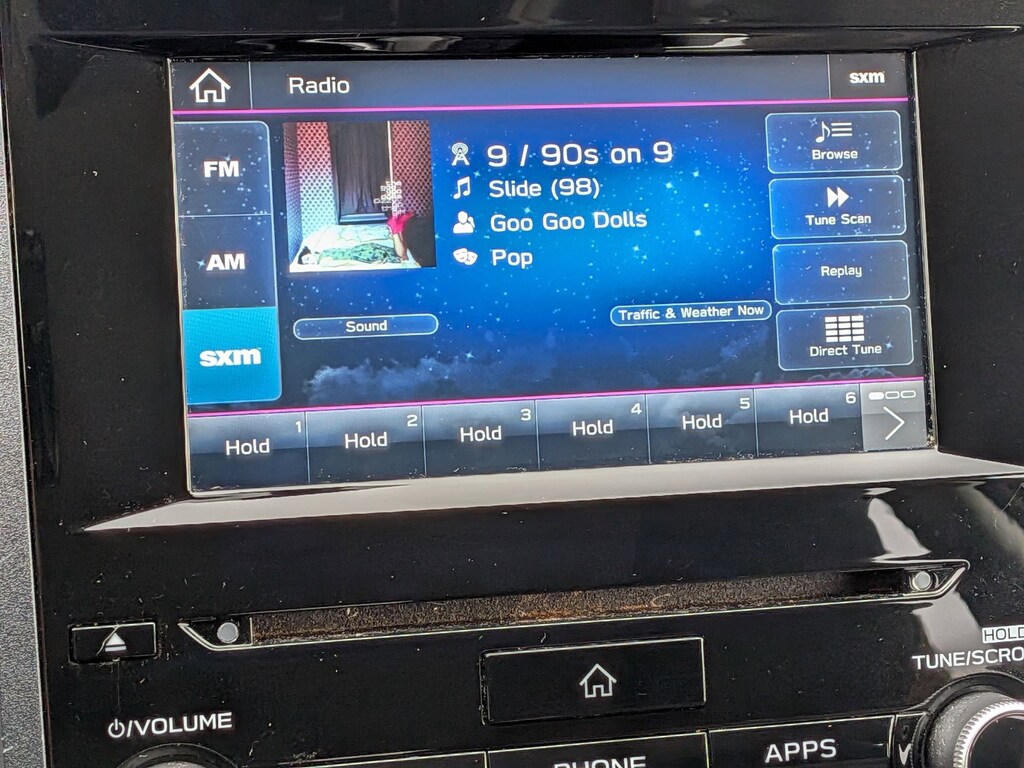 Radio
sxm
FM
AM
sxm
9 / 90s on 9
Slide (98)
Goo Goo Dolls
Pop
Sound
Traffic & Weather Now
Browse
Tune Scan
Replay
Direct Tune
Hold 1
Hold 2
Hold 3
Hold 4
Hold 5
Hold 6
HOLD
TUNE/SCRO
/VOLUME
PHONE
APPS